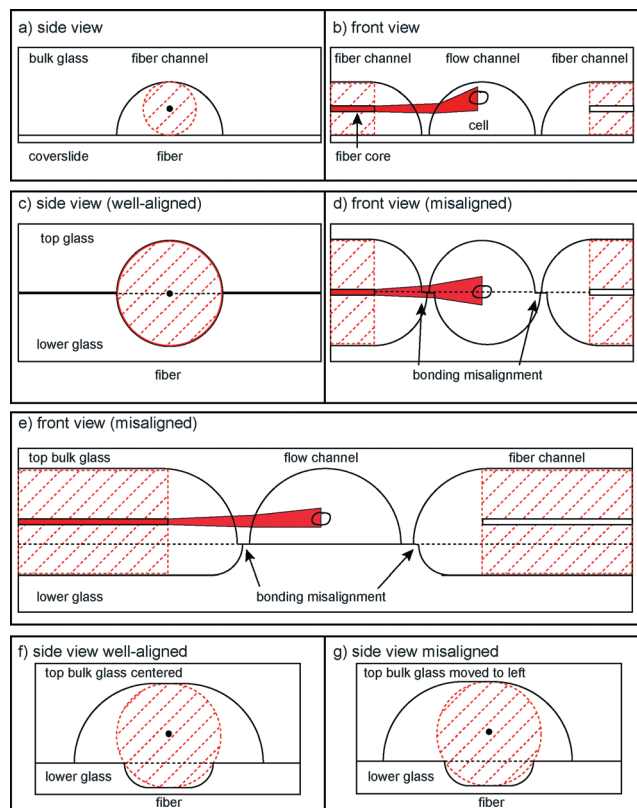 a) side view
bulk glass fiber channel
coverslide fiber
b) front view
fiber channel flow channel fiber channel
cell
fiber core
c) side view (well-aligned)
top glass
lower glass
fiber
d) front view (misaligned)
bonding misalignment
e) front view (misaligned)
top bulk glass flow channel fiber channel
bonding misalignment
lower glass
f) side view well-aligned
top bulk glass centered
lower glass
fiber
g) side view misaligned
top bulk glass moved to left
lower glass
fiber